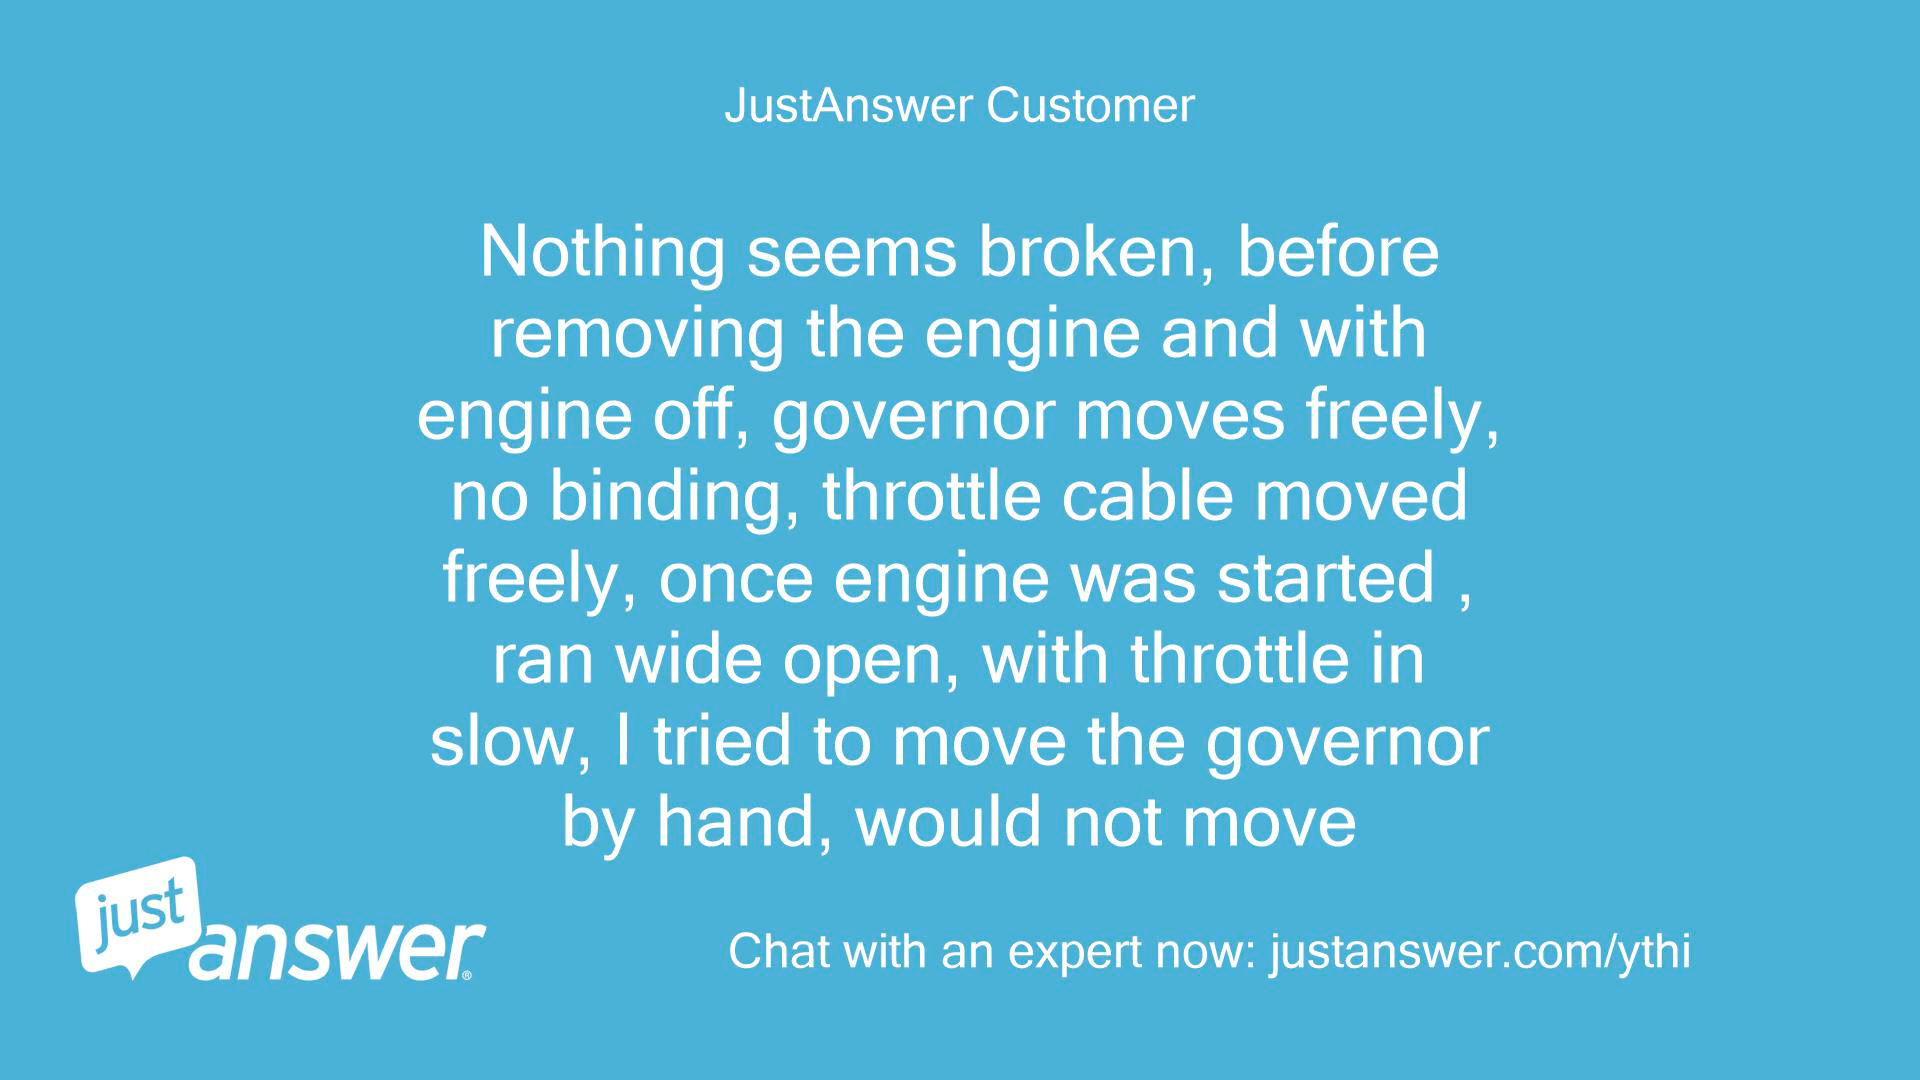 JustAnswer Customer
Nothing seems broken, before
removing the engine and with
engine off, governor moves freely,
no binding, throttle cable moved
freely, once engine was started ,
ran wide open, with throttle in
slow, I tried to move the governor
by hand, would not move
just
answer®
Chat with an expert now: justanswer.com/ythi